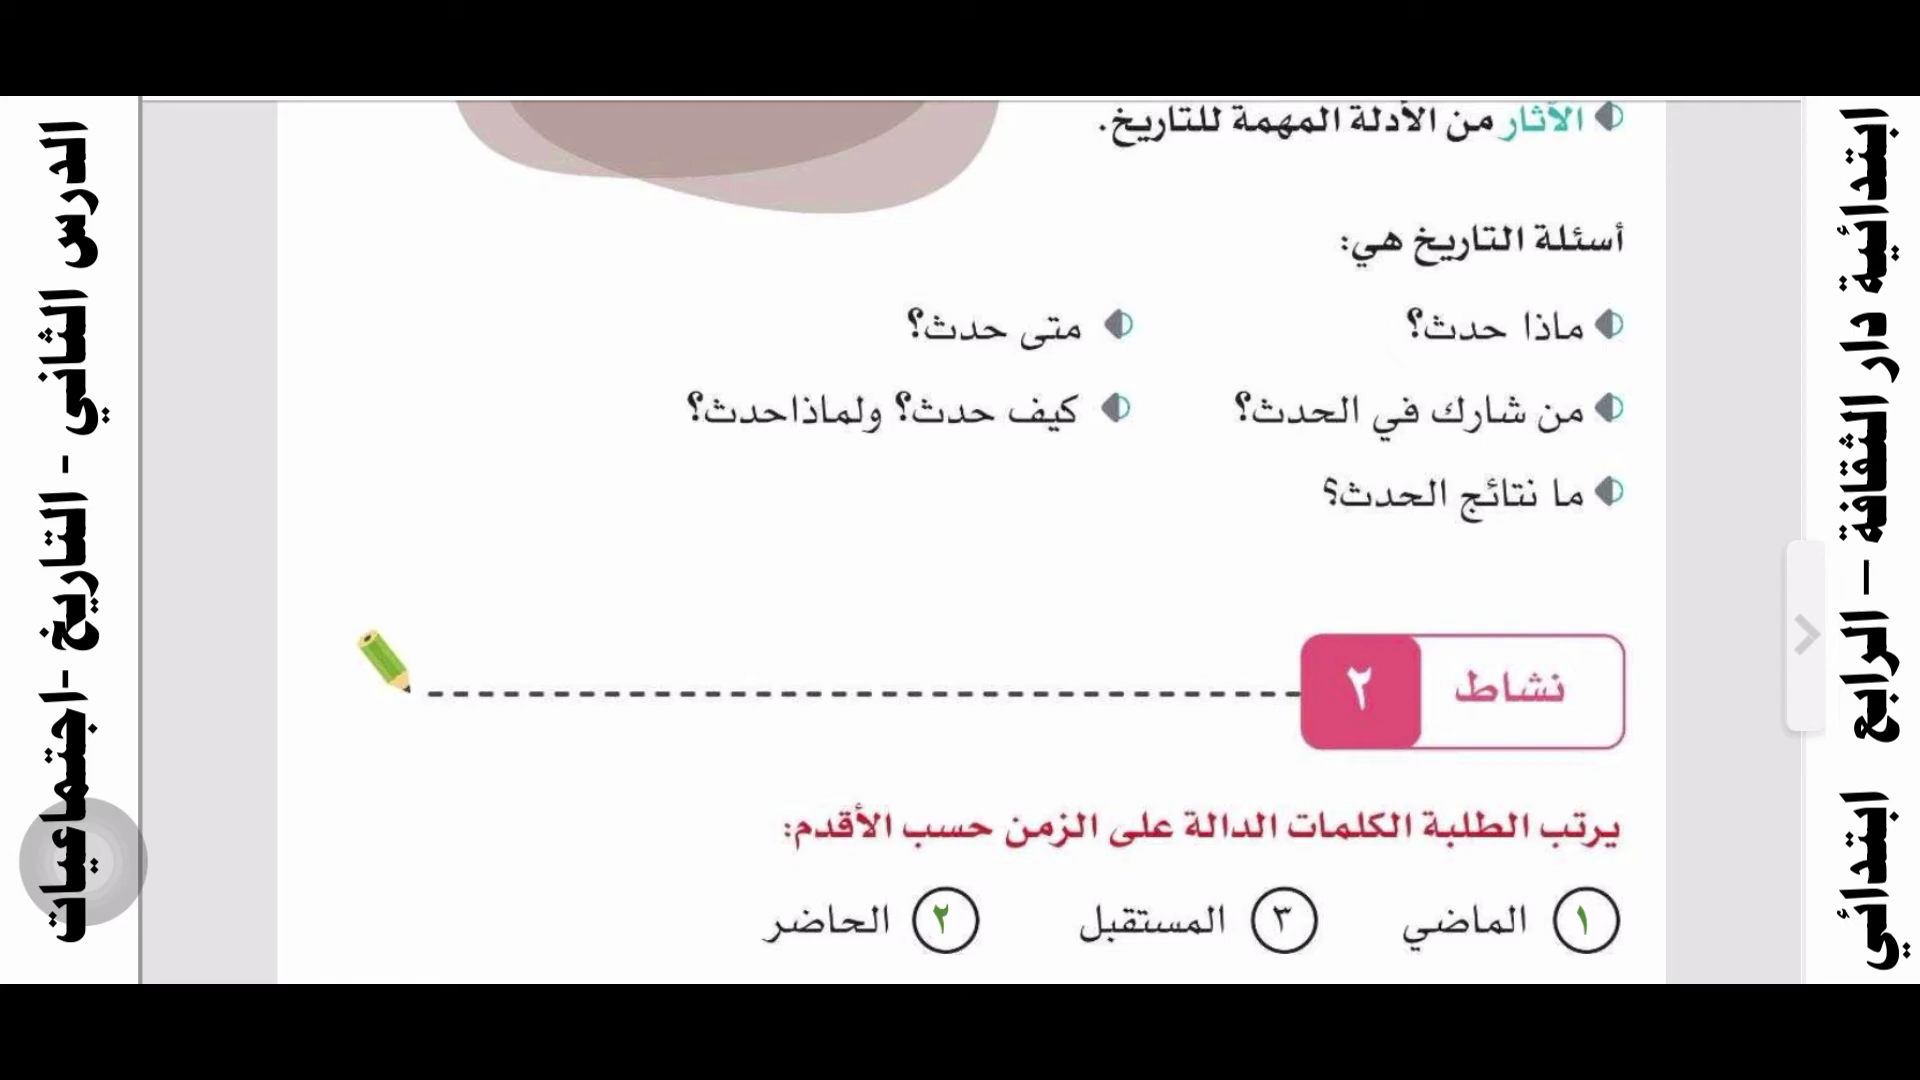 الآثار من الأدلة المهمة للتاريخ.
أسئلة التاريخ هي:
ماذا حدث؟ متى حدث؟
من شارك في الحدث؟ كيف حدث؟ ولماذاحدث؟
ما نتائج الحدث؟
نشاط ٢
يرتب الطلبة الكلمات الدالة على الزمن حسب الأقدم:
١ الماضي ٣ المستقبل ٢ الحاضر
ابتدائية دار الثقافة – الرابع ابتدائي
الدرس الثاني - التاريخ -اجتماعيات